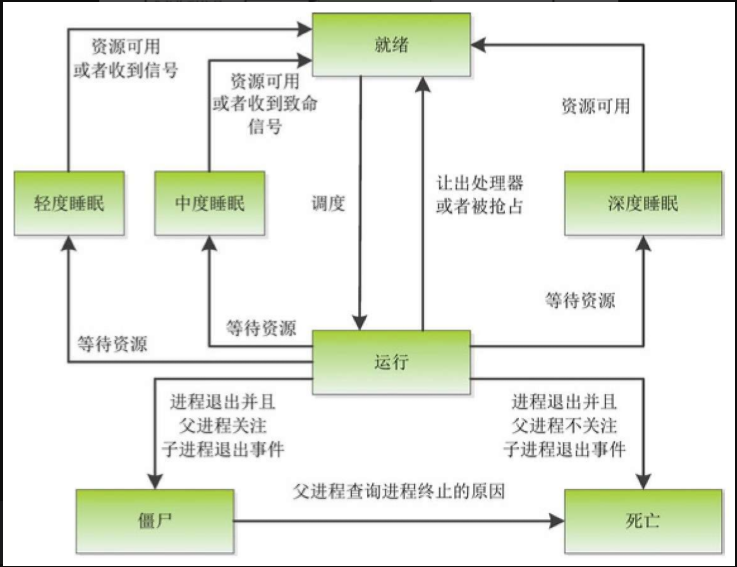 就绪
资源可用
或者收到信号
资源可用
或者收到致命
信号
资源可用
轻度睡眠
中度睡眠
调度
让出处理器
或者被抢占
深度睡眠
等待资源
等待资源
等待资源
运行
进程退出并且
父进程关注
子进程退出事件
进程退出并且
父进程不关注
子进程退出事件
父进程查询进程终止的原因
僵尸
死亡